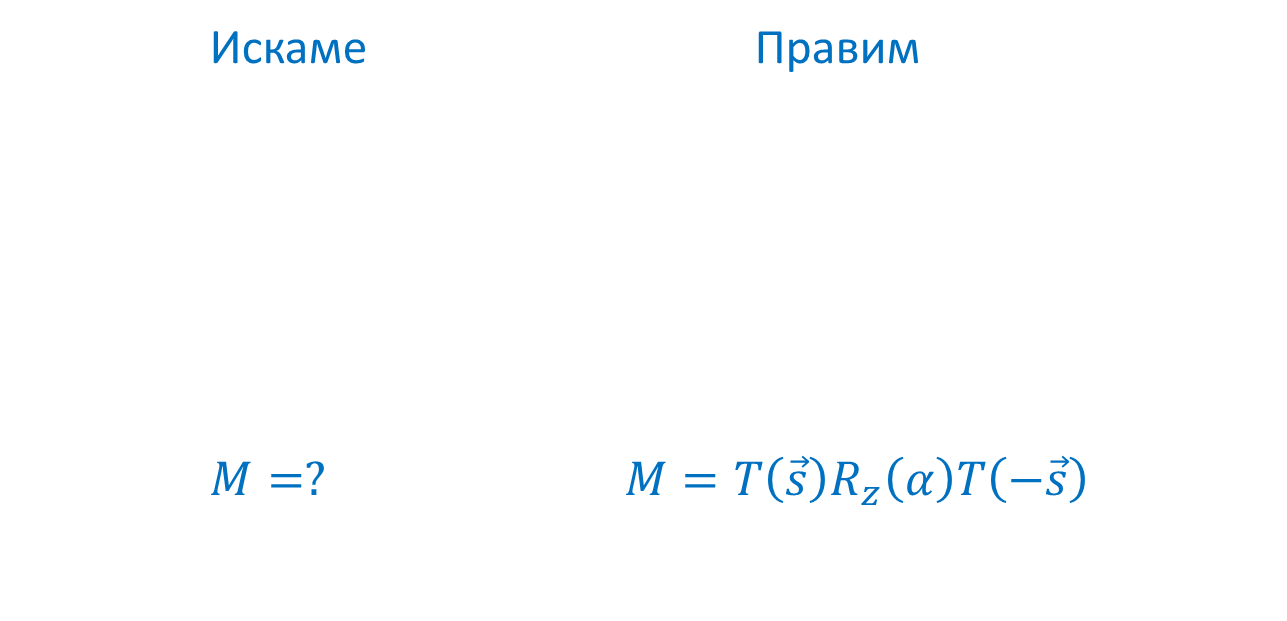 Искаме Правим
M =? M = T(s⃗)R_z(α)T(−s⃗)